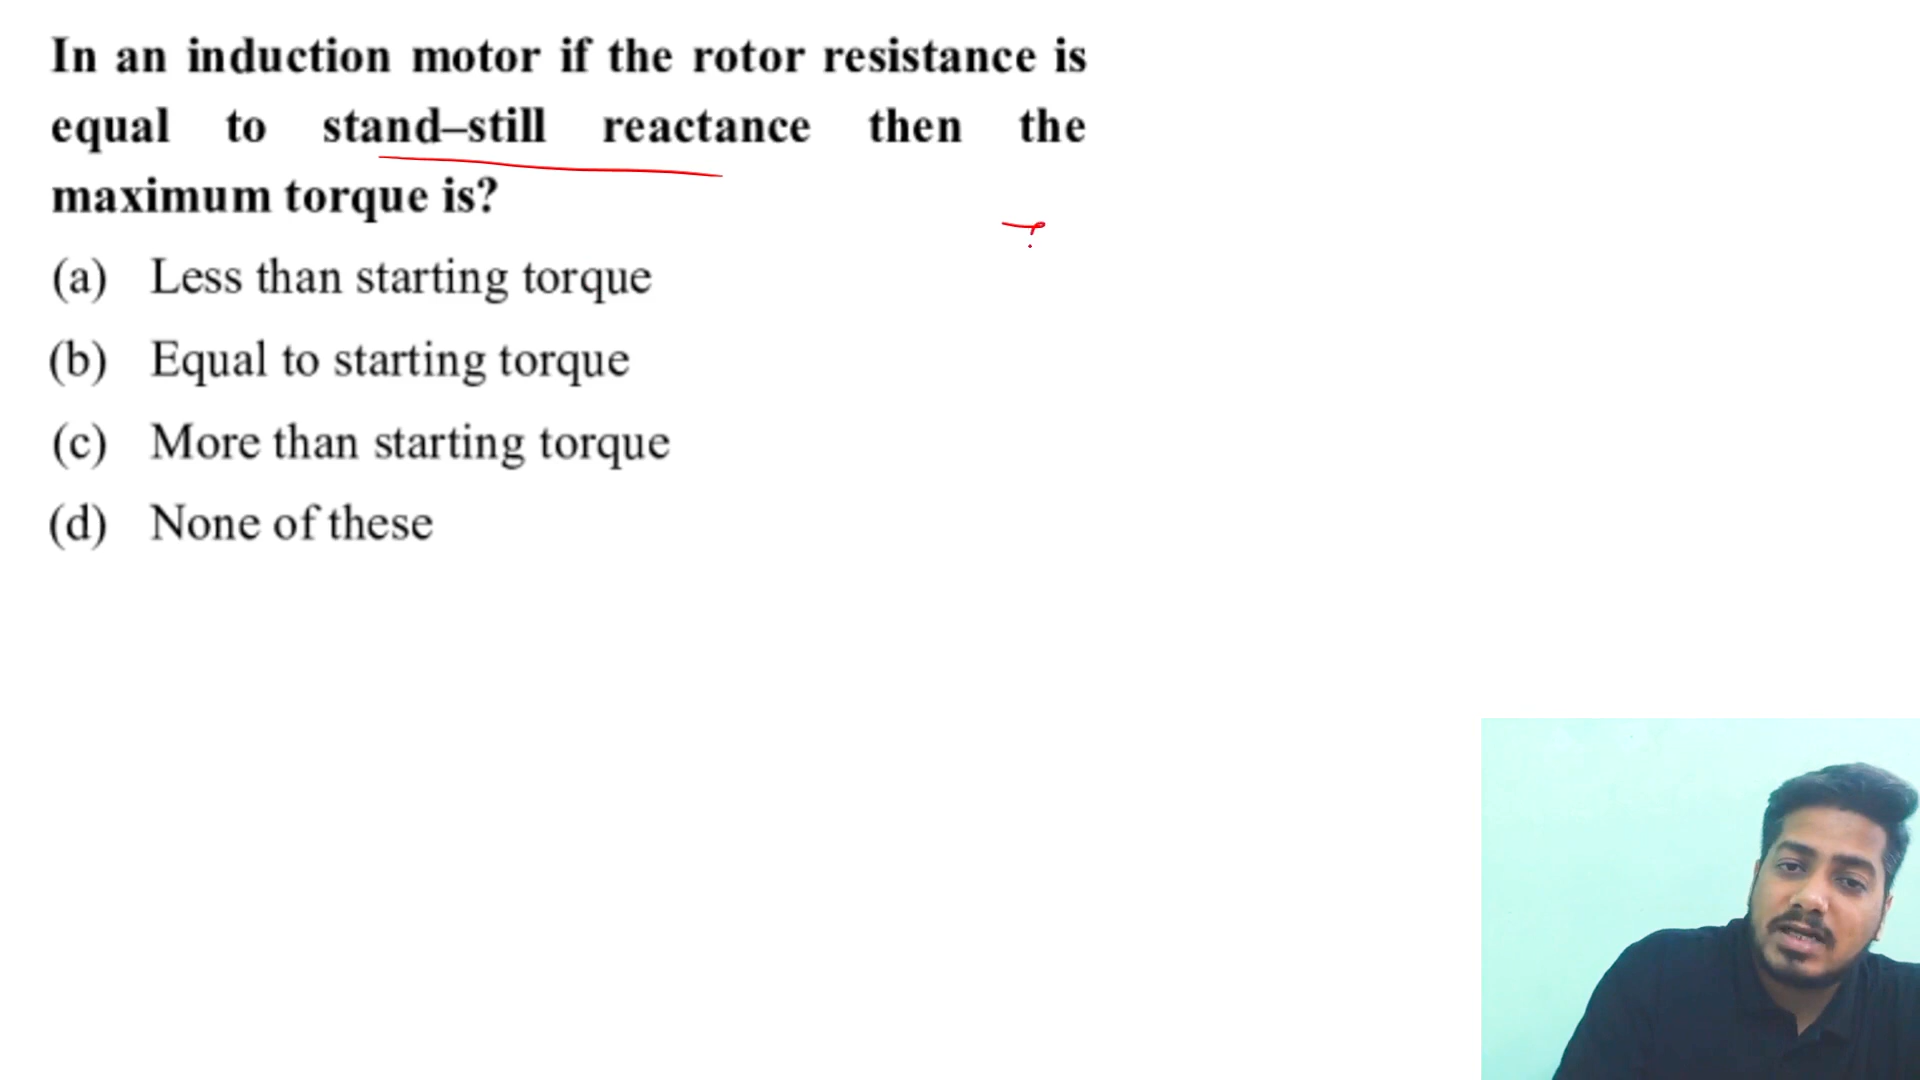 In an induction motor if the rotor resistance is
equal to stand–still reactance then the
maximum torque is?
(a) Less than starting torque
(b) Equal to starting torque
(c) More than starting torque
(d) None of these